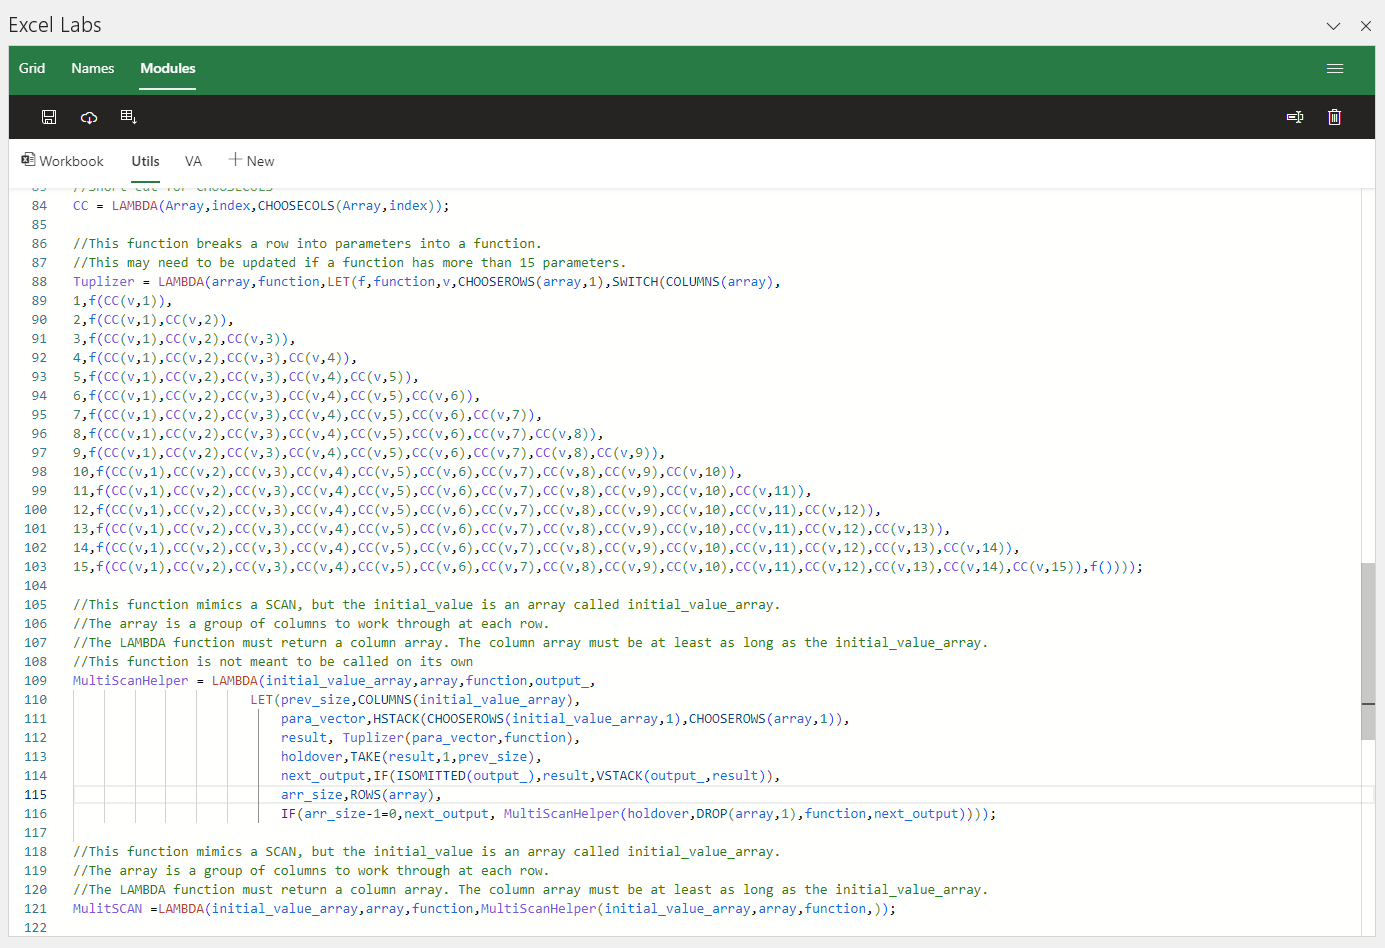 Excel Labs
Grid Names Modules
Workbook Utils VA New
83 //Short cut for CHOOSECOLS
84 CC = LAMBDA(Array,index,CHOOSECOLS(Array,index));
85
86 //This function breaks a row into parameters into a function.
87 //This may need to be updated if a function has more than 15 parameters.
88 Tuplizer = LAMBDA(array,function,LET(f,function,v,CHOOSEROWS(array,1),SWITCH(COLUMNS(array),
89 1,f(CC(v,1)),
90 2,f(CC(v,1),CC(v,2)),
91 3,f(CC(v,1),CC(v,2),CC(v,3)),
92 4,f(CC(v,1),CC(v,2),CC(v,3),CC(v,4)),
93 5,f(CC(v,1),CC(v,2),CC(v,3),CC(v,4),CC(v,5)),
94 6,f(CC(v,1),CC(v,2),CC(v,3),CC(v,4),CC(v,5),CC(v,6)),
95 7,f(CC(v,1),CC(v,2),CC(v,3),CC(v,4),CC(v,5),CC(v,6),CC(v,7)),
96 8,f(CC(v,1),CC(v,2),CC(v,3),CC(v,4),CC(v,5),CC(v,6),CC(v,7),CC(v,8)),
97 9,f(CC(v,1),CC(v,2),CC(v,3),CC(v,4),CC(v,5),CC(v,6),CC(v,7),CC(v,8),CC(v,9)),
98 10,f(CC(v,1),CC(v,2),CC(v,3),CC(v,4),CC(v,5),CC(v,6),CC(v,7),CC(v,8),CC(v,9),CC(v,10)),
99 11,f(CC(v,1),CC(v,2),CC(v,3),CC(v,4),CC(v,5),CC(v,6),CC(v,7),CC(v,8),CC(v,9),CC(v,10),CC(v,11)),
100 12,f(CC(v,1),CC(v,2),CC(v,3),CC(v,4),CC(v,5),CC(v,6),CC(v,7),CC(v,8),CC(v,9),CC(v,10),CC(v,11),CC(v,12)),
101 13,f(CC(v,1),CC(v,2),CC(v,3),CC(v,4),CC(v,5),CC(v,6),CC(v,7),CC(v,8),CC(v,9),CC(v,10),CC(v,11),CC(v,12),CC(v,13)),
102 14,f(CC(v,1),CC(v,2),CC(v,3),CC(v,4),CC(v,5),CC(v,6),CC(v,7),CC(v,8),CC(v,9),CC(v,10),CC(v,11),CC(v,12),CC(v,13),CC(v,14)),
103 15,f(CC(v,1),CC(v,2),CC(v,3),CC(v,4),CC(v,5),CC(v,6),CC(v,7),CC(v,8),CC(v,9),CC(v,10),CC(v,11),CC(v,12),CC(v,13),CC(v,14),CC(v,15)),f())));
104
105 //This function mimics a SCAN, but the initial_value is an array called initial_value_array.
106 //The array is a group of columns to work through at each row.
107 //The LAMBDA function must return a column array. The column array must be at least as long as the initial_value_array.
108 //This function is not meant to be called on its own
109 MultiScanHelper = LAMBDA(initial_value_array,array,function,output_,
110 LET(prev_size,COLUMNS(initial_value_array),
111 para_vector,HSTACK(CHOOSEROWS(initial_value_array,1),CHOOSEROWS(array,1)),
112 result, Tuplizer(para_vector,function),
113 holdover,TAKE(result,1,prev_size),
114 next_output,IF(ISOMITTED(output_),result,VSTACK(output_,result)),
115 arr_size,ROWS(array),
116 IF(arr_size-1=0,next_output, MultiScanHelper(holdover,DROP(array,1),function,next_output))));
117
118 //This function mimics a SCAN, but the initial_value is an array called initial_value_array.
119 //The array is a group of columns to work through at each row.
120 //The LAMBDA function must return a column array. The column array must be at least as long as the initial_value_array.
121 MulitSCAN =LAMBDA(initial_value_array,array,function,MultiScanHelper(initial_value_array,array,function,));
122